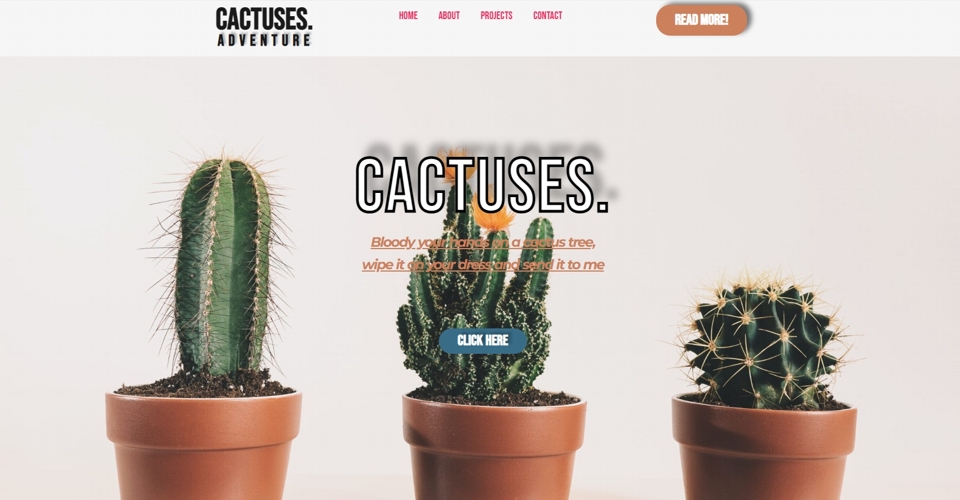 CACTUSES.
ADVENTURE
HOME ABOUT PROJECTS CONTACT
READ MORE!
CACTUSES.
Bloody your hands on a cactus tree,
wipe it on your dress and send it to me
CLICK HERE